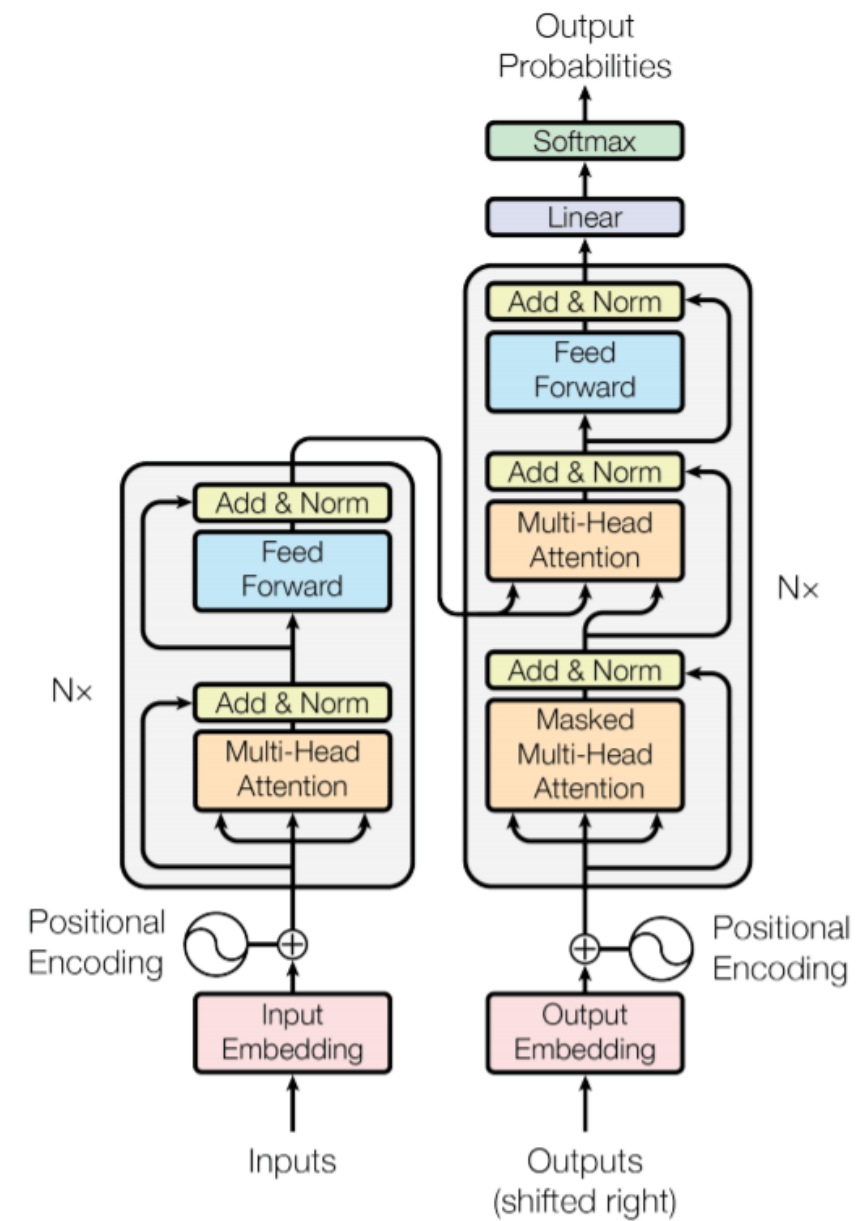 Output
Probabilities
Softmax
Linear
Add & Norm
Feed
Forward
Add & Norm
Multi-Head
Attention
Nx
Add & Norm
Masked
Multi-Head
Attention
Add & Norm
Feed
Forward
Nx
Add & Norm
Multi-Head
Attention
Positional
Encoding
Positional
Encoding
Input
Embedding
Output
Embedding
Inputs
Outputs
(shifted right)